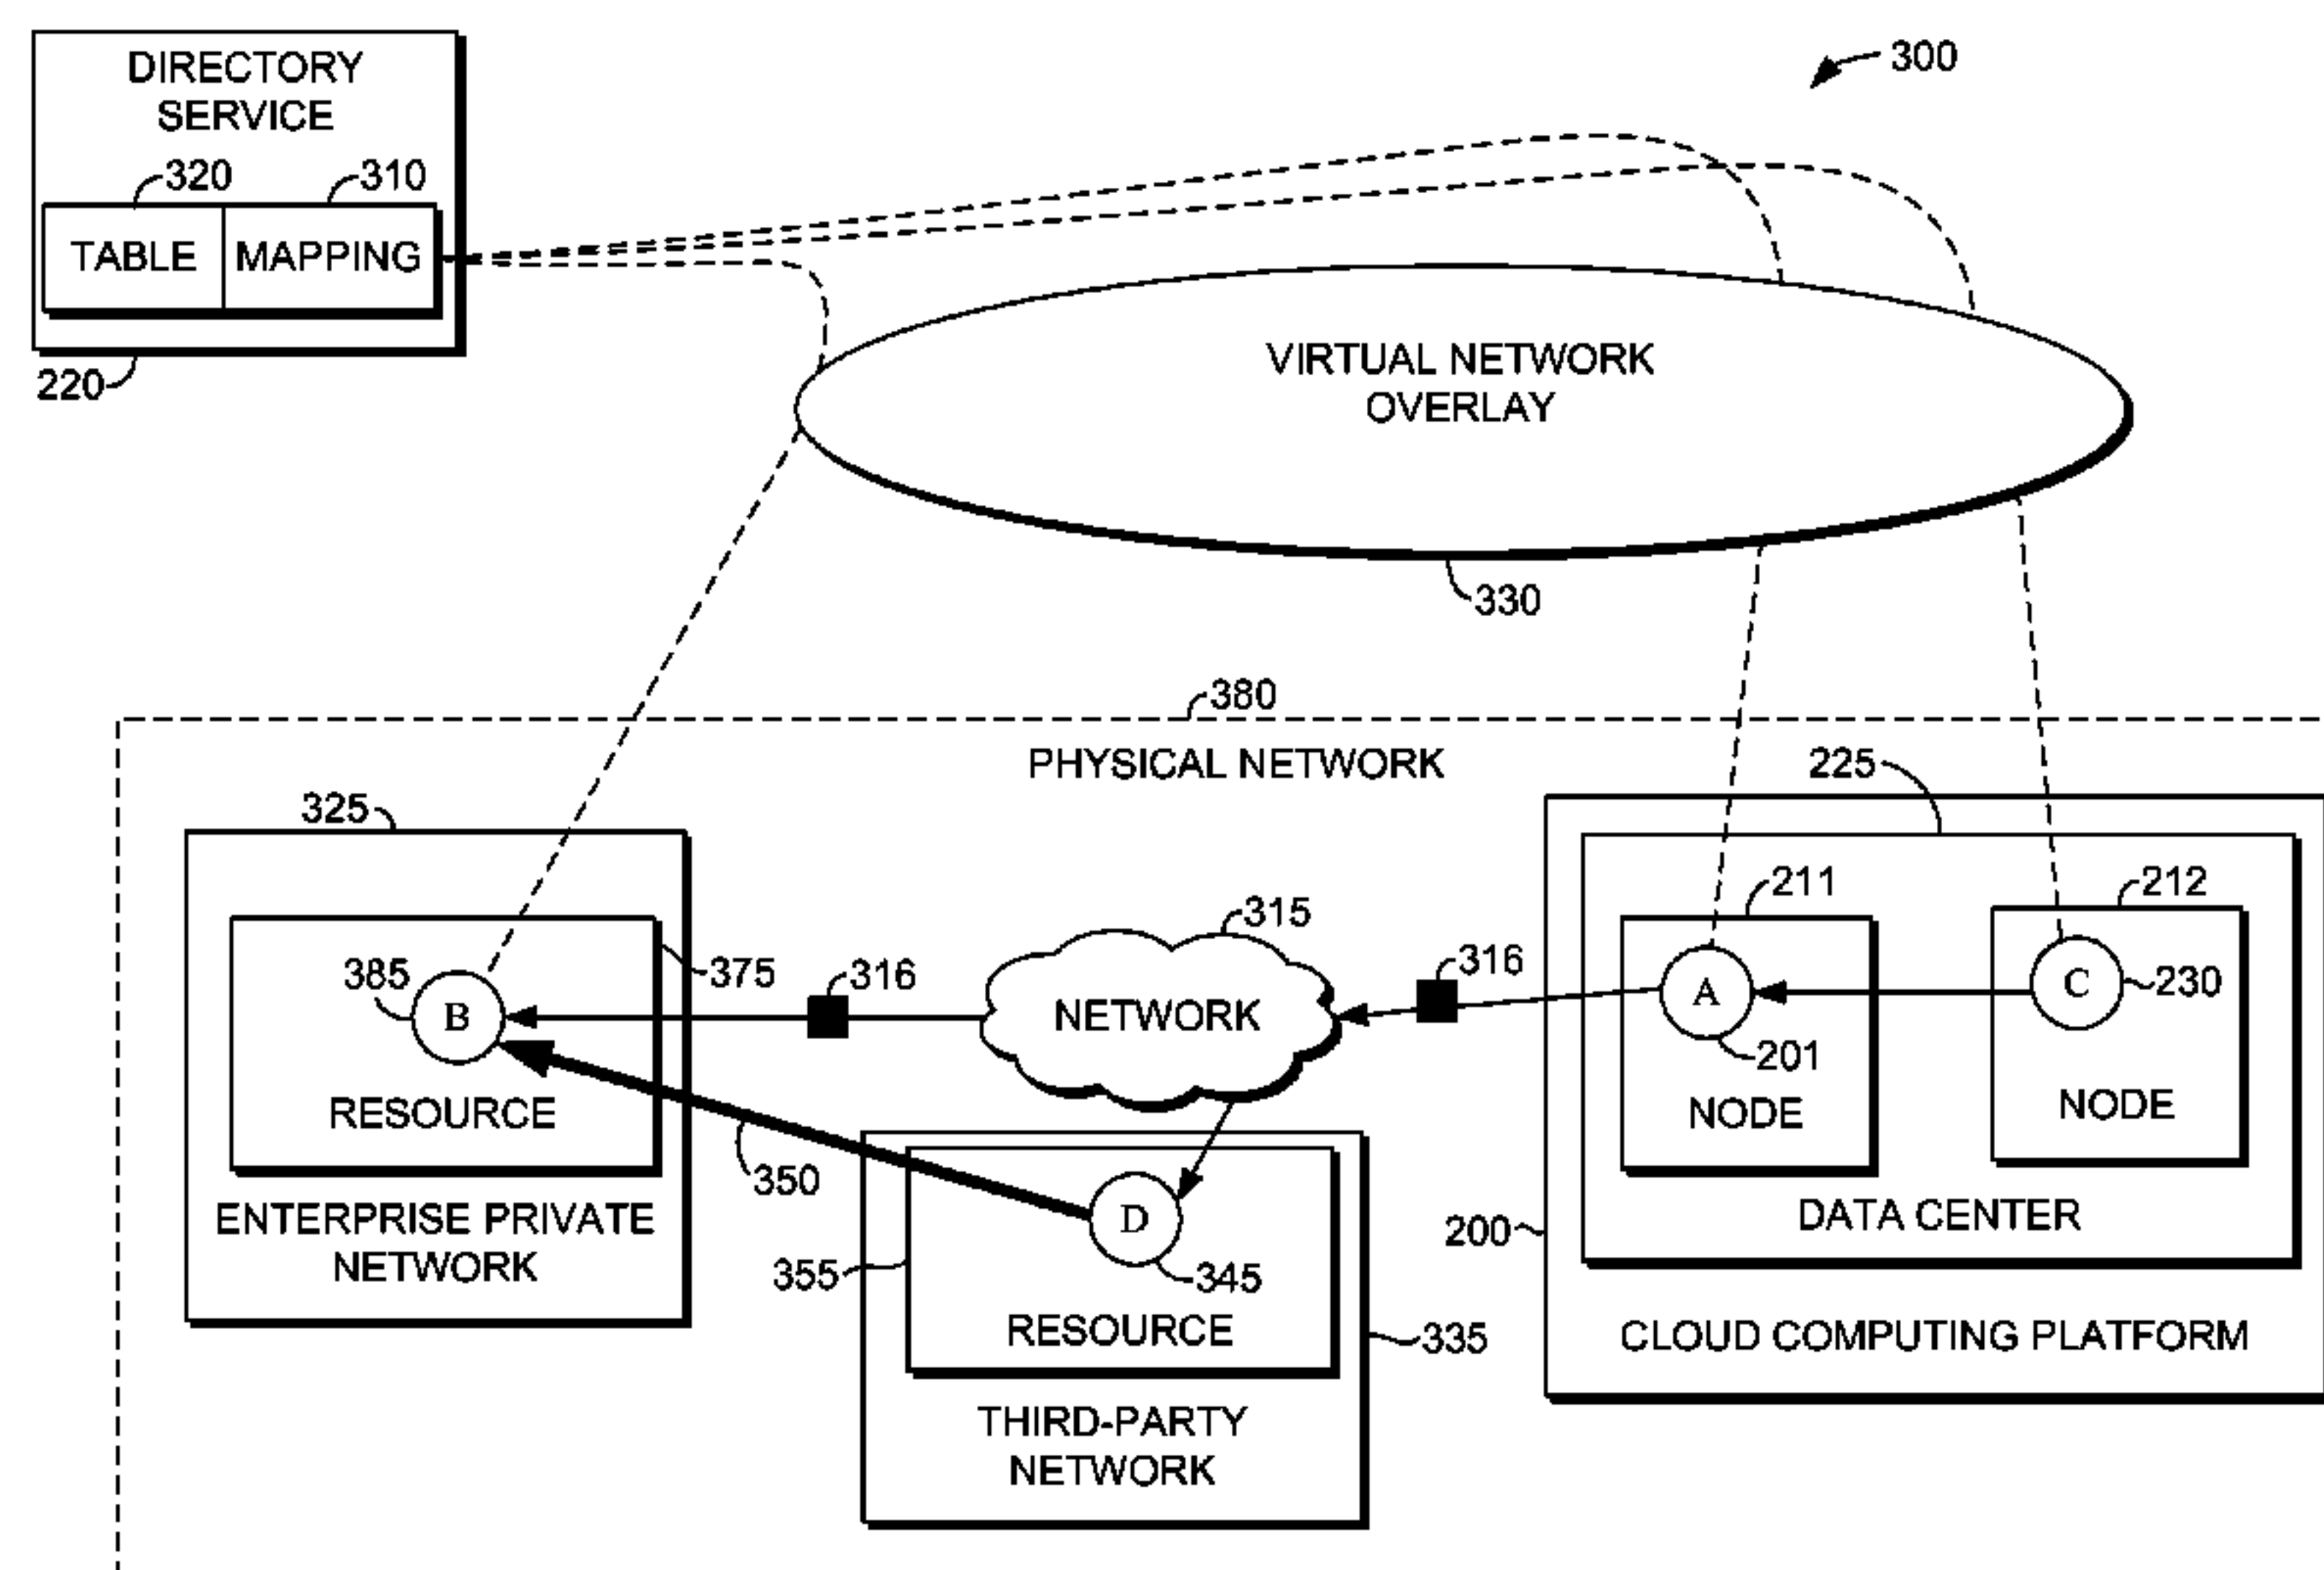 300
DIRECTORY
SERVICE
320
310
TABLE
MAPPING
220
VIRTUAL NETWORK
OVERLAY
330
380
PHYSICAL NETWORK
325
225
211
212
315
385
375
316
316
B
NETWORK
A
C
230
201
RESOURCE
NODE
NODE
350
ENTERPRISE PRIVATE
NETWORK
D
355
345
RESOURCE
335
THIRD-PARTY
NETWORK
200
DATA CENTER
CLOUD COMPUTING PLATFORM